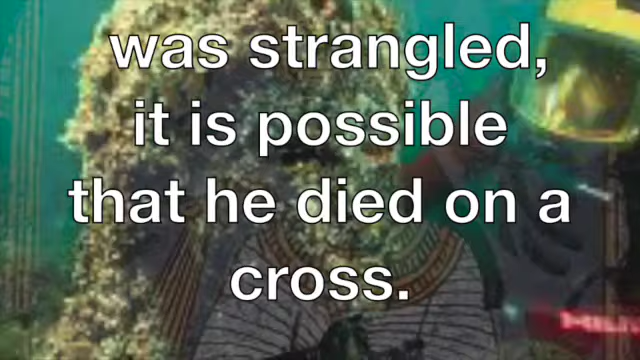 was strangled,
it is possible
that he died on a
cross.